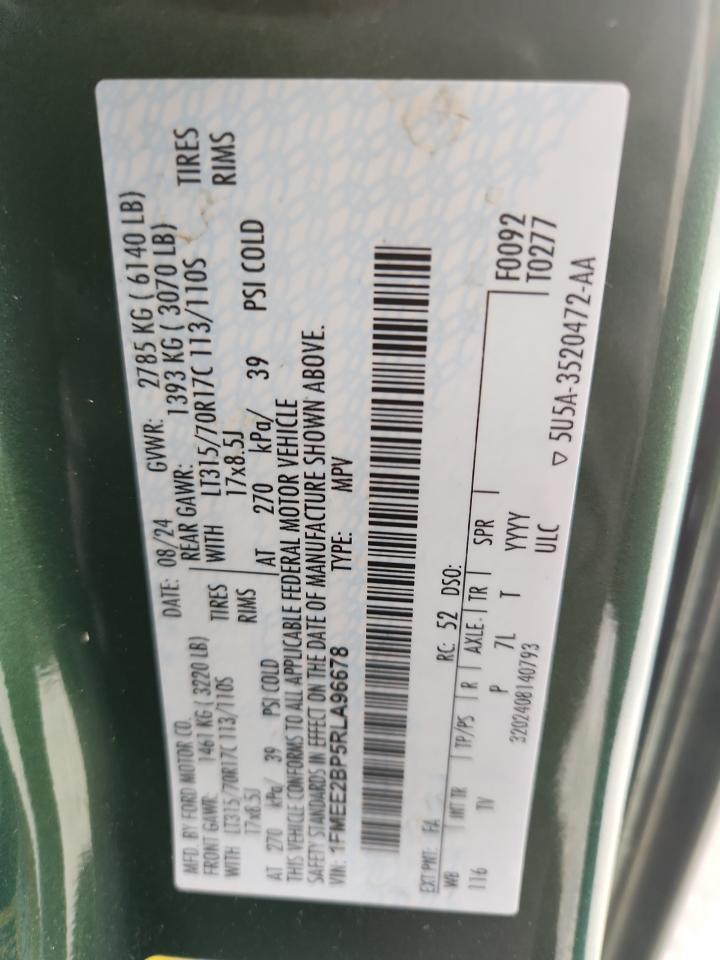 MFD. BY FORD MOTOR CO. DATE: 08/24 GVWR: 2785 KG ( 6140 LB)
FRONT GAWR: 1461 KG ( 3220 LB) REAR GAWR: 1393 KG ( 3070 LB)
WITH LT315/70R17C 113/110S TIRES WITH LT315/70R17C 113/110S TIRES
17x8.5J RIMS 17x8.5J RIMS
AT 270 kPa/ 39 PSI COLD AT 270 kPa/ 39 PSI COLD
THIS VEHICLE CONFORMS TO ALL APPLICABLE FEDERAL MOTOR VEHICLE
SAFETY STANDARDS IN EFFECT ON THE DATE OF MANUFACTURE SHOWN ABOVE.
VIN: 1FMEE2BP5RLA96678 TYPE: MPV
EXT PNT: FA RC: 52 DSO:
WB INT TR TP/PS R AXLE TR SPR F0092
116 TV P 7L T YYYY T0277
3202408140793 ULC ▽ 5U5A-3520472-AA